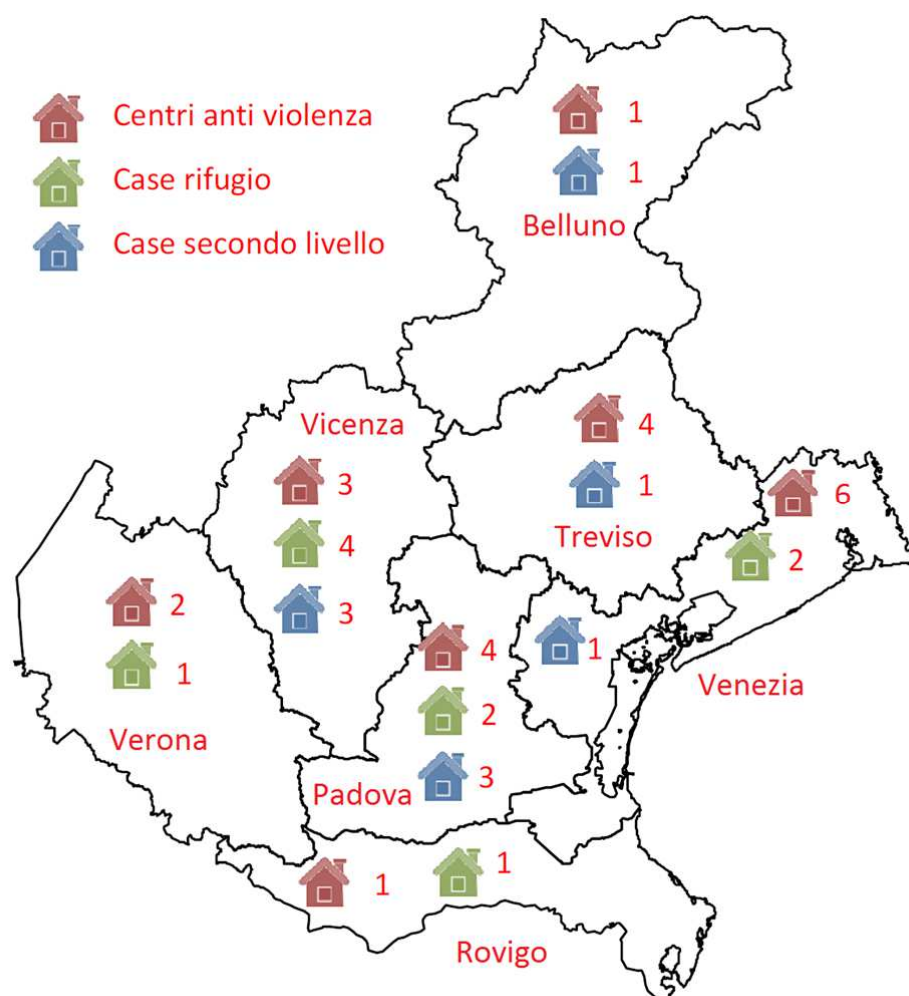 Centri anti violenza
Case rifugio
Case secondo livello
1
1
Belluno
Vicenza
3
4
3
4
1
Treviso
6
2
1
Venezia
2
1
Verona
4
2
3
Padova
1
1
Rovigo